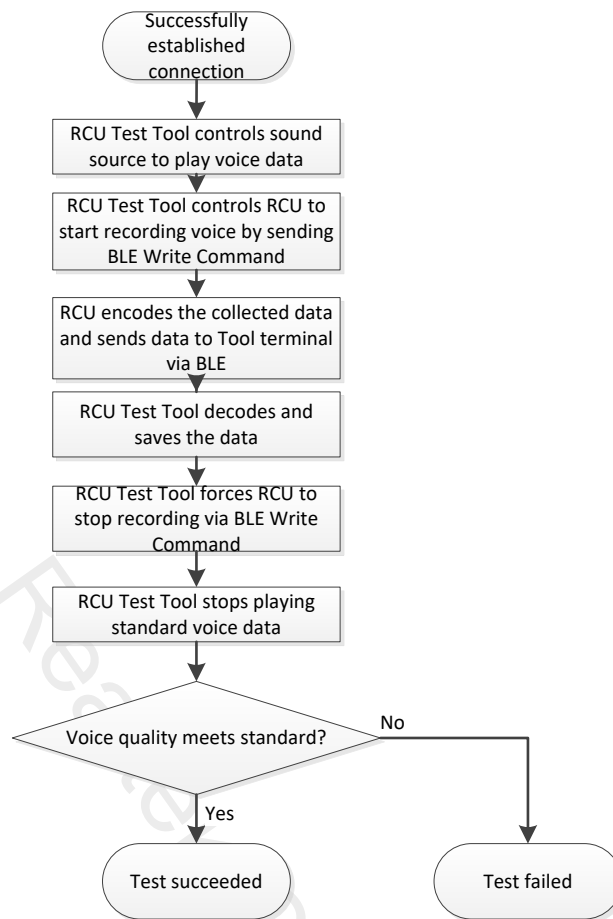 Successfully
established
connection
RCU Test Tool controls sound
source to play voice data
RCU Test Tool controls RCU to
start recording voice by sending
BLE Write Command
RCU encodes the collected data
and sends data to Tool terminal
via BLE
RCU Test Tool decodes and
saves the data
RCU Test Tool forces RCU to
stop recording via BLE Write
Command
RCU Test Tool stops playing
standard voice data
Voice quality meets standard?
No
Yes
Test succeeded
Test failed